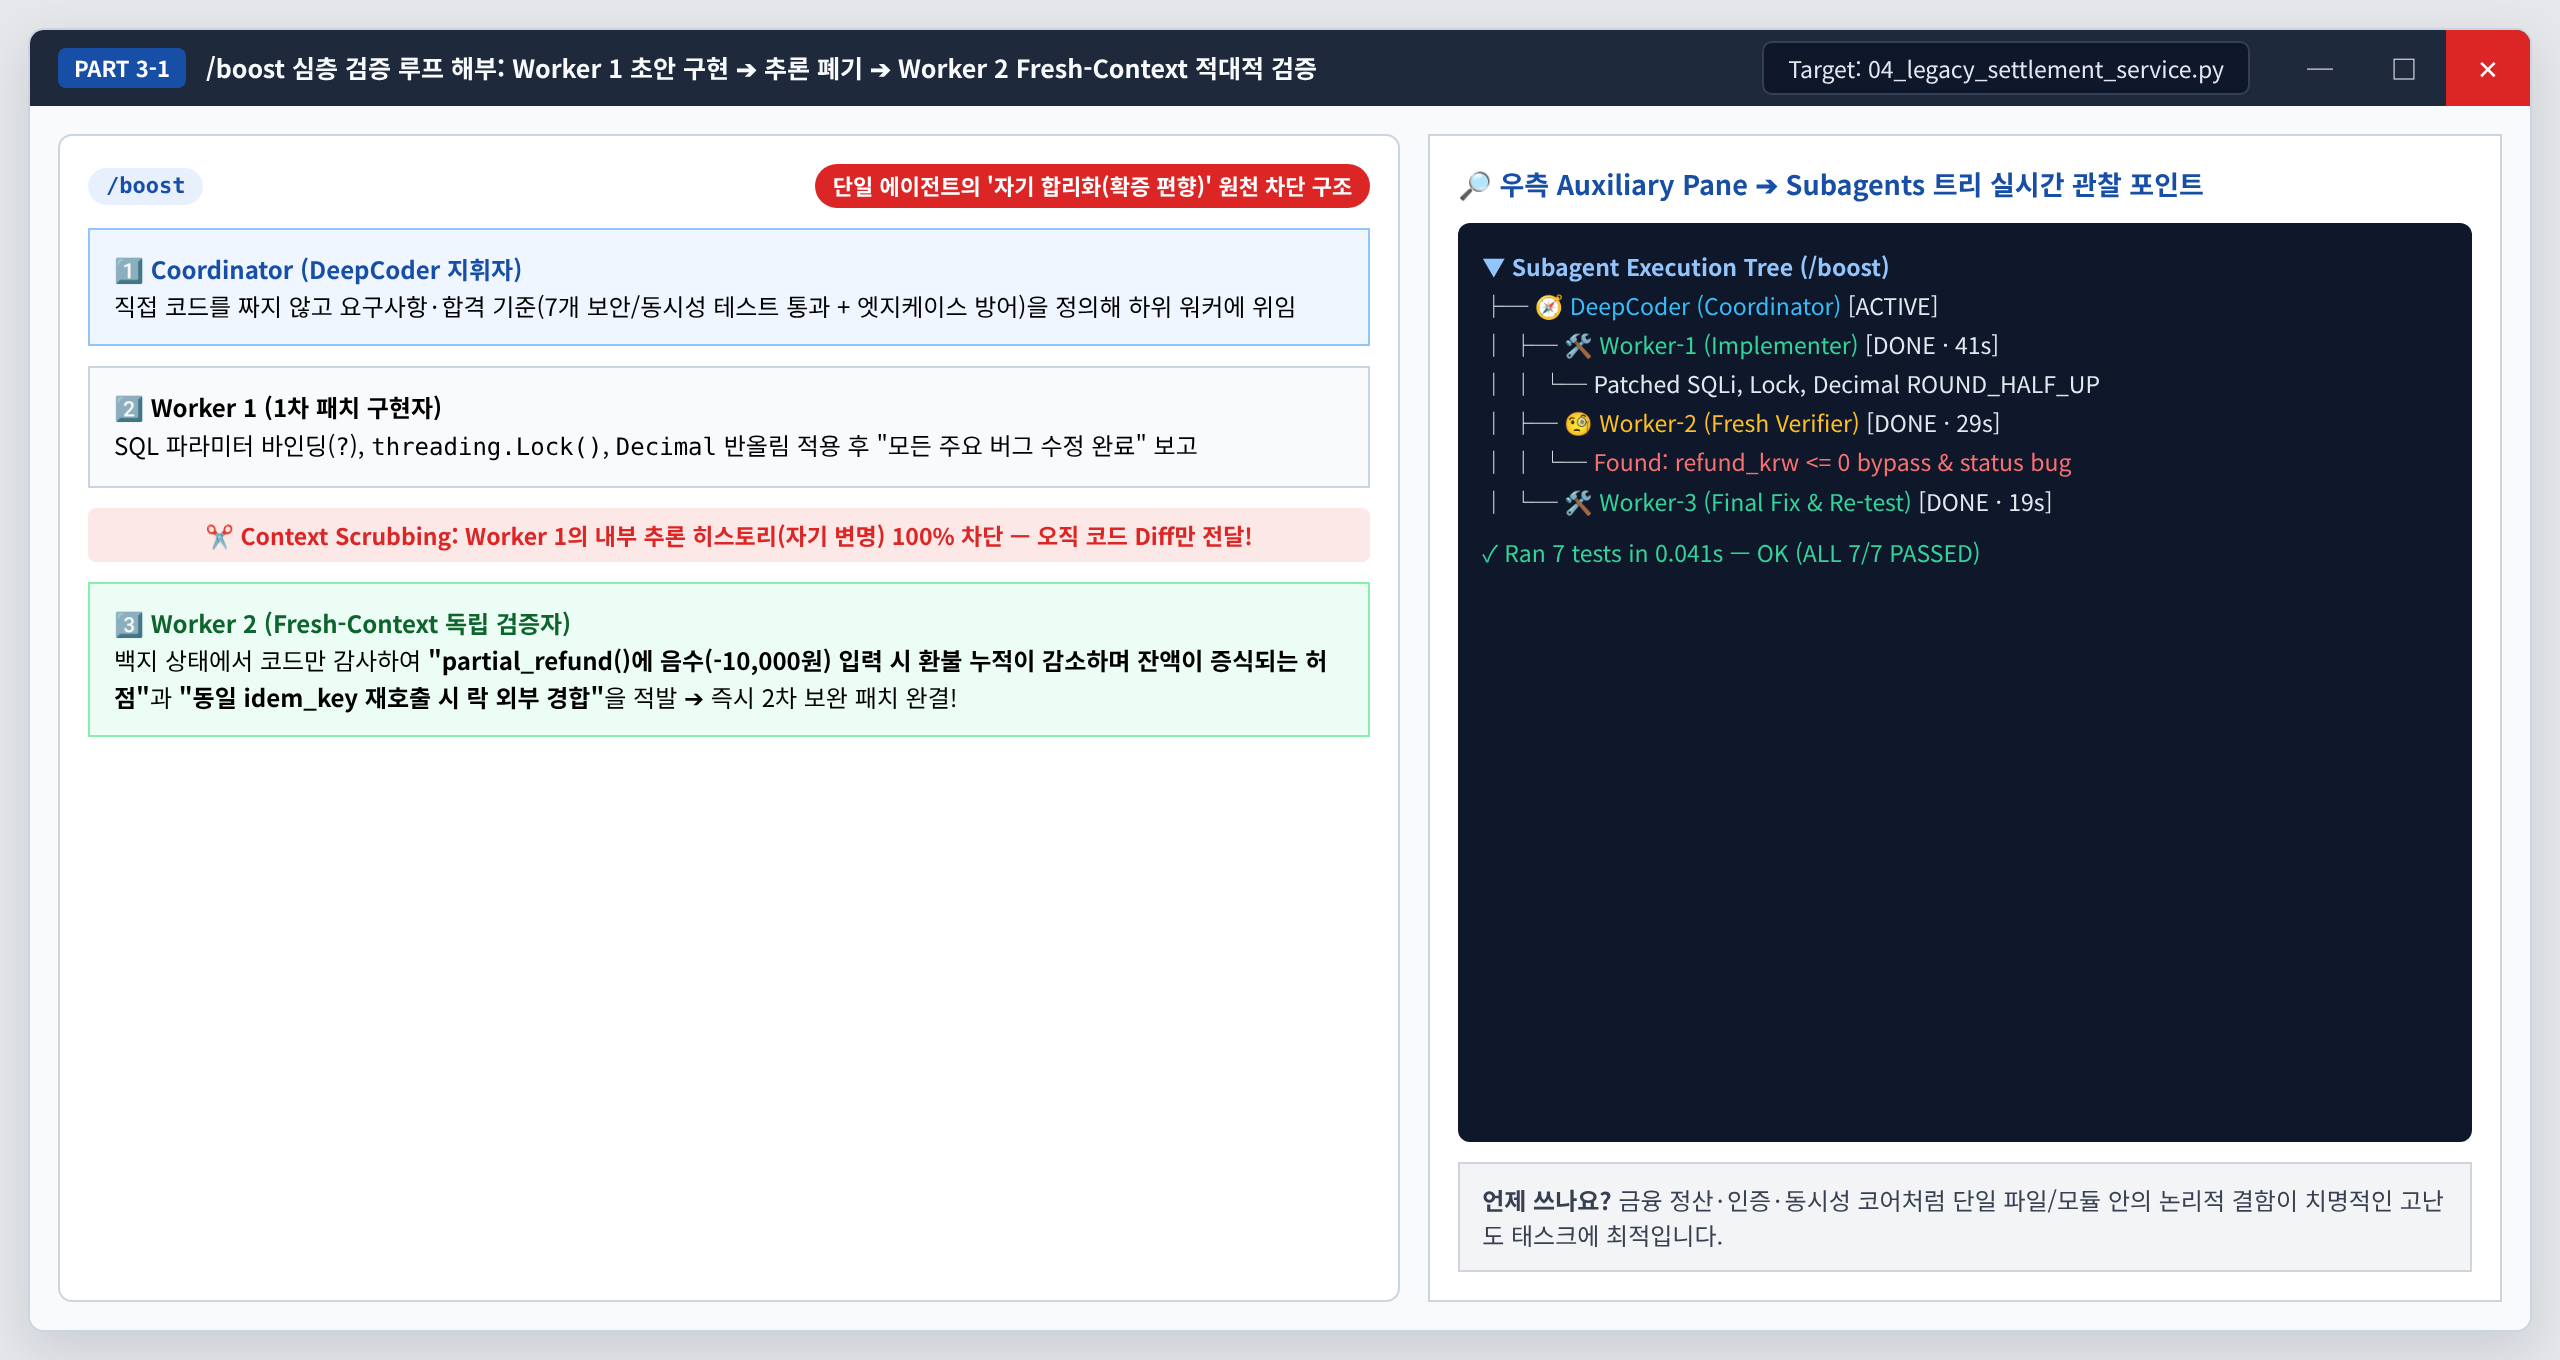 PART 3-1
/boost 심층 검증 루프 해부: Worker 1 초안 구현 ➔ 추론 폐기 ➔ Worker 2 Fresh-Context 적대적 검증
Target: 04_legacy_settlement_service.py
/boost
단일 에이전트의 '자기 합리화(확증 편향)' 원천 차단 구조
1️⃣ Coordinator (DeepCoder 지휘자)
직접 코드를 짜지 않고 요구사항·합격 기준(7개 보안/동시성 테스트 통과 + 엣지케이스 방어)을 정의해 하위 워커에 위임
2️⃣ Worker 1 (1차 패치 구현자)
SQL 파라미터 바인딩(?), threading.Lock(), Decimal 반올림 적용 후 "모든 주요 버그 수정 완료" 보고
✂️ Context Scrubbing: Worker 1의 내부 추론 히스토리(자기 변명) 100% 차단 — 오직 코드 Diff만 전달!
3️⃣ Worker 2 (Fresh-Context 독립 검증자)
백지 상태에서 코드만 감사하여 "partial_refund()에 음수(-10,000원) 입력 시 환불 누적이 감소하며 잔액이 증식되는 허
점"과 "동일 idem_key 재호출 시 락 외부 경합"을 적발 ➔ 즉시 2차 보완 패치 완결!
🔎 우측 Auxiliary Pane ➔ Subagents 트리 실시간 관찰 포인트
▼ Subagent Execution Tree (/boost)
├── 🧭 DeepCoder (Coordinator) [ACTIVE]
│ ├── 🛠️ Worker-1 (Implementer) [DONE · 41s]
│ │ └── Patched SQLi, Lock, Decimal ROUND_HALF_UP
│ ├── 🧐 Worker-2 (Fresh Verifier) [DONE · 29s]
│ │ └── Found: refund_krw <= 0 bypass & status bug
│ └── 🛠️ Worker-3 (Final Fix & Re-test) [DONE · 19s]
✓ Ran 7 tests in 0.041s — OK (ALL 7/7 PASSED)
언제 쓰나요? 금융 정산·인증·동시성 코어처럼 단일 파일/모듈 안의 논리적 결함이 치명적인 고난
도 태스크에 최적입니다.